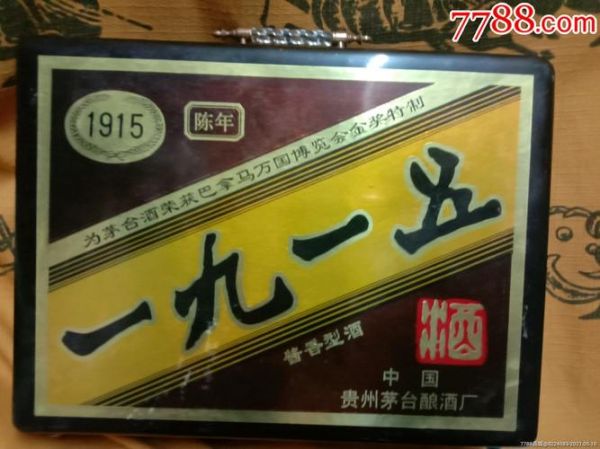 7788.com
1915
陈年
为茅台酒荣获巴拿马万国博览会金奖特制
一九一五
酒
酱香型酒
中国
贵州茅台酿酒厂